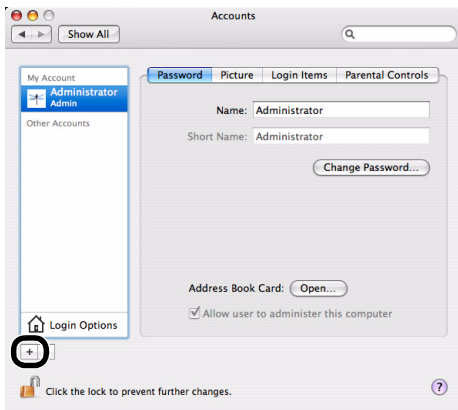 Accounts
Show All
My Account
Administrator
Admin
Other Accounts
Login Options
+
Password Picture Login Items Parental Controls
Name: Administrator
Short Name: Administrator
Change Password...
Address Book Card: Open...
Allow user to administer this computer
Click the lock to prevent further changes.
?